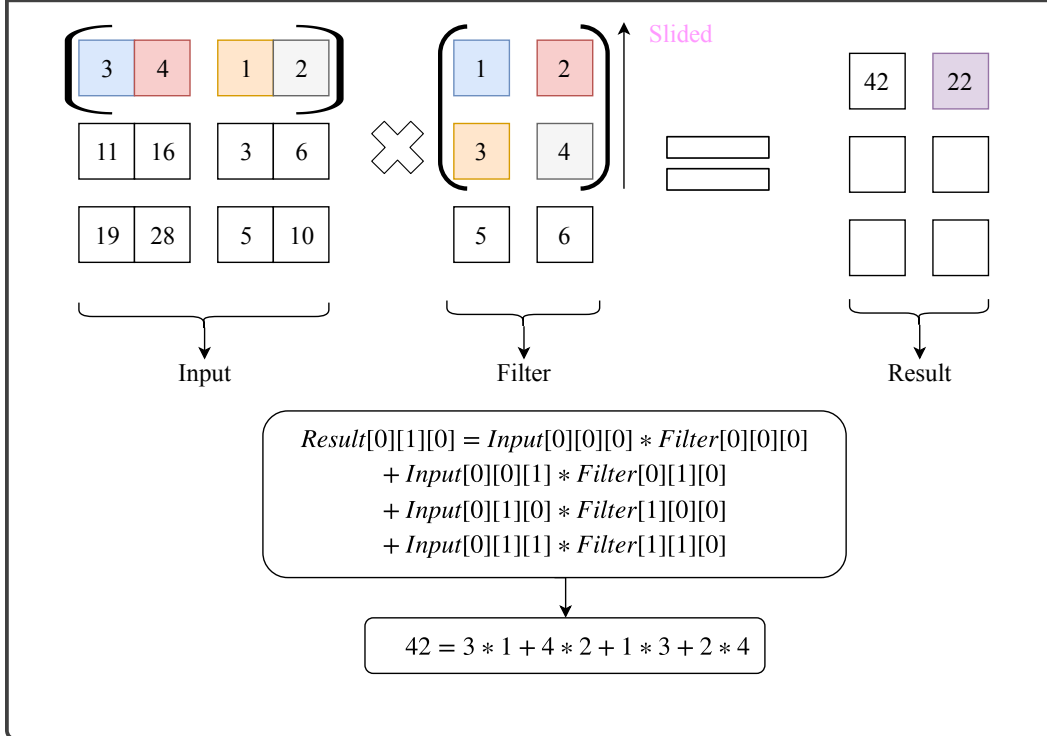 Slided
3 4 1 2
1 2
42 22
11 16 3 6
3 4
19 28 5 10
5 6
Input
Filter
Result
Result[0][1][0] = Input[0][0][0] ∗ Filter[0][0][0]
+ Input[0][0][1] ∗ Filter[0][1][0]
+ Input[0][1][0] ∗ Filter[1][0][0]
+ Input[0][1][1] ∗ Filter[1][1][0]
42 = 3 ∗ 1 + 4 ∗ 2 + 1 ∗ 3 + 2 ∗ 4